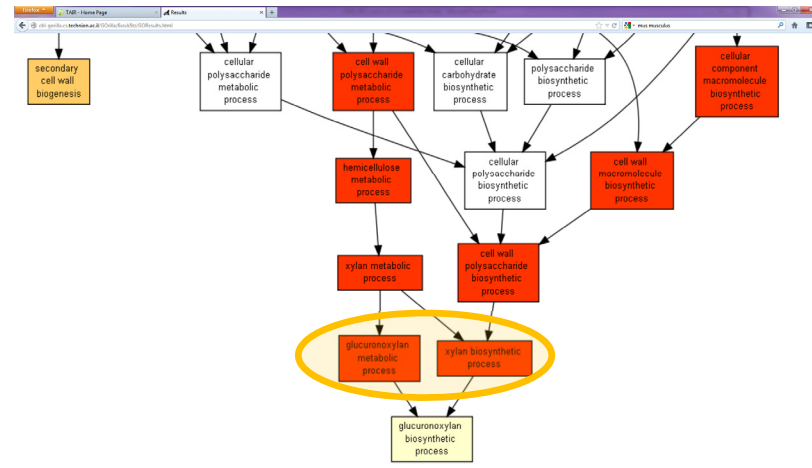 Firefox
TAIR - Home Page
Results
mus musculus
secondary
cell wall
biogenesis
cellular
polysaccharide
metabolic
process
cell wall
polysaccharide
metabolic
process
cellular
carbohydrate
biosynthetic
process
polysaccharide
biosynthetic
process
cellular
component
macromolecule
biosynthetic
process
hemicellulose
metabolic
process
cellular
polysaccharide
biosynthetic
process
cell wall
macromolecule
biosynthetic
process
xylan metabolic
process
cell wall
polysaccharide
biosynthetic
process
glucuronoxylan
metabolic
process
xylan biosynthetic
process
glucuronoxylan
biosynthetic
process